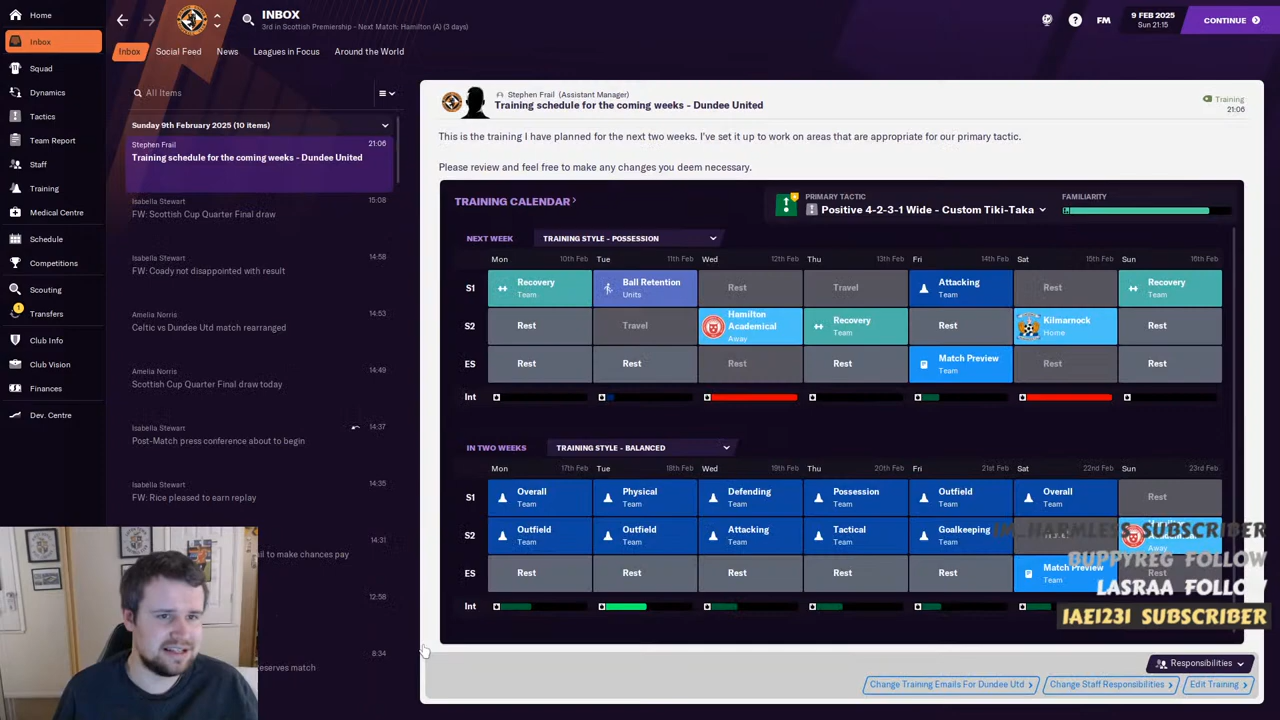 Home
Inbox
Squad
Dynamics
Tactics
Team Report
Staff
Training
Medical Centre
Schedule
Competitions
Scouting
Transfers
Club Info
Club Vision
Finances
Dev. Centre
INBOX
3rd in Scottish Premiership - Next Match: Hamilton (A) (3 days)
FM
9 FEB 2025
Sun 21:15
CONTINUE
Inbox Social Feed News Leagues in Focus Around the World
All Items
Sunday 9th February 2025 (10 items)
Stephen Frail 21:06
Training schedule for the coming weeks - Dundee United
Isabella Stewart 15:08
FW: Scottish Cup Quarter Final draw
Isabella Stewart 14:58
FW: Coady not disappointed with result
Amelia Norris 14:53
Celtic vs Dundee Utd match rearranged
Amelia Norris 14:49
Scottish Cup Quarter Final draw today
Isabella Stewart 14:37
Post-Match press conference about to begin
Isabella Stewart 14:35
FW: Rice pleased to earn replay
14:31
to make chances pay
12:58
8:34
reserves match
Stephen Frail (Assistant Manager)
Training schedule for the coming weeks - Dundee United
Training
21:06
This is the training I have planned for the next two weeks. I've set it up to work on areas that are appropriate for our primary tactic.
Please review and feel free to make any changes you deem necessary.
TRAINING CALENDAR
PRIMARY TACTIC
Positive 4-2-3-1 Wide - Custom Tiki-Taka
FAMILIARITY
NEXT WEEK TRAINING STYLE - POSSESSION
Mon 10th Feb Tue 11th Feb Wed 12th Feb Thu 13th Feb Fri 14th Feb Sat 15th Feb Sun 16th Feb
S1 Recovery Team Ball Retention Units Rest Travel Attacking Team Rest Recovery Team
S2 Rest Travel Hamilton Academical Away Recovery Team Rest Kilmarnock Home Rest
ES Rest Rest Rest Rest Match Preview Team Rest Rest
Int
IN TWO WEEKS TRAINING STYLE - BALANCED
Mon 17th Feb Tue 18th Feb Wed 19th Feb Thu 20th Feb Fri 21st Feb Sat 22nd Feb Sun 23rd Feb
S1 Overall Team Physical Team Defending Team Possession Team Outfield Team Overall Team Rest
S2 Outfield Team Outfield Team Attacking Team Tactical Team Goalkeeping Team Away
ES Rest Rest Rest Rest Rest Match Preview Team Rest
Int
HARMLESS SUBSCRIBER
BUPPYREG FOLLOW
LASRAA FOLLOW
IAE1231 SUBSCRIBER
Responsibilities
Change Training Emails For Dundee Utd
Change Staff Responsibilities
Edit Training